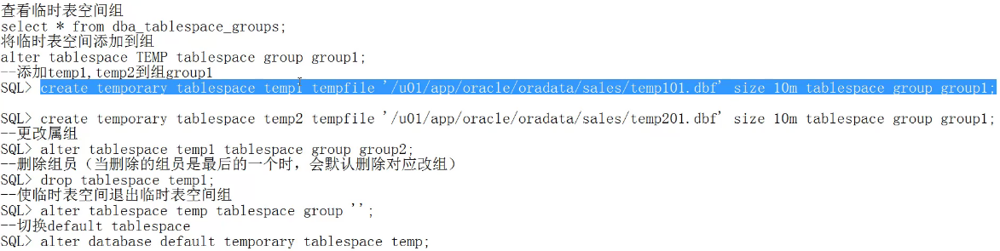 查看临时表空间组
select * from dba_tablespace_groups;
将临时表空间添加到组
alter tablespace TEMP tablespace group group1;
--添加temp1,temp2到组group1
SQL> create temporary tablespace temp1 tempfile '/u01/app/oracle/oradata/sales/temp101.dbf' size 10m tablespace group group1;
SQL> create temporary tablespace temp2 tempfile '/u01/app/oracle/oradata/sales/temp201.dbf' size 10m tablespace group group1;
--更改属组
SQL> alter tablespace temp1 tablespace group group2;
--删除组员（当删除的组员是最后的一个时，会默认删除对应改组）
SQL> drop tablespace temp1;
--使临时表空间退出临时表空间组
SQL> alter tablespace temp tablespace group '';
--切换default tablespace
SQL> alter database default temporary tablespace temp;